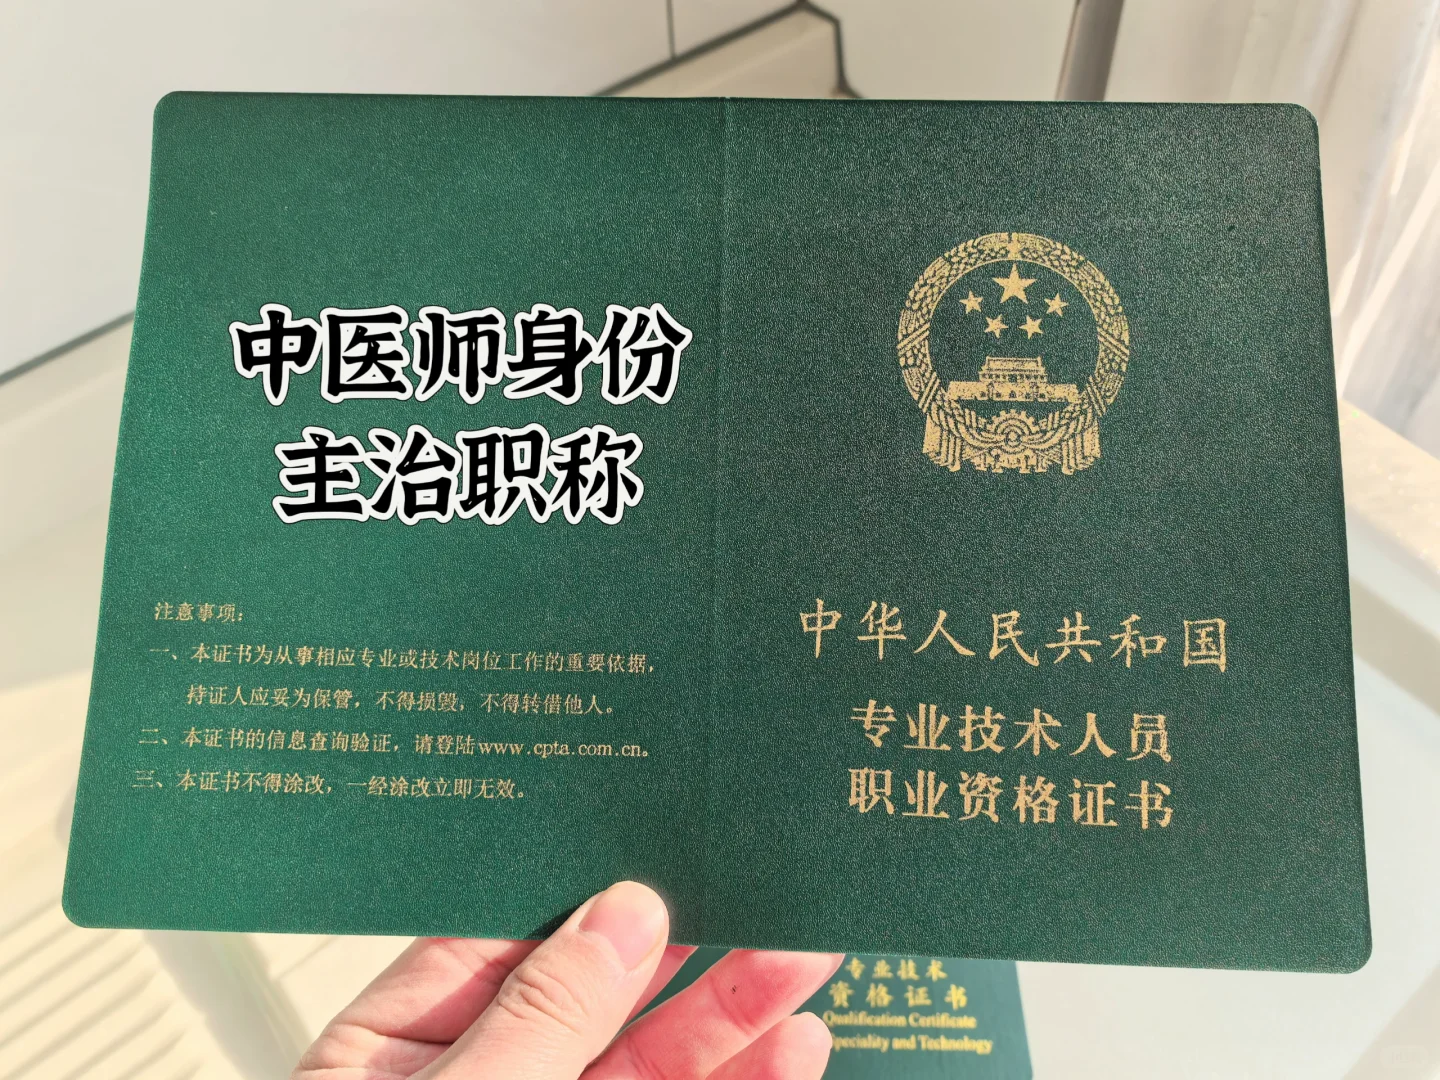 中医师身份
主治职称
注意事项：
一、本证书为从事相应专业或技术岗位工作的重要依据，
持证人应妥为保管，不得损毁，不得转借他人。
二、本证书的信息查询验证，请登陆www.cpta.com.cn。
三、本证书不得涂改，一经涂改立即无效。
中华人民共和国
专业技术人员
职业资格证书
专业技术
资格证书
Qualification Certificate
Speciality and Technology